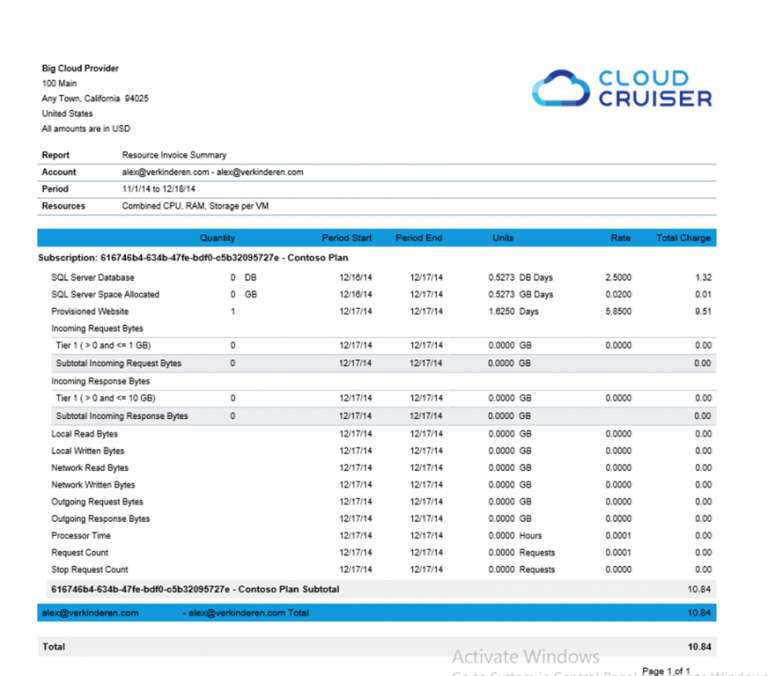 Big Cloud Provider
100 Main
Any Town, California 94025
United States
All amounts are in USD
CLOUD
CRUISER
Report Resource Invoice Summary
Account alex@verkinderen.com - alex@verkinderen.com
Period 11/1/14 to 12/18/14
Resources Combined CPU, RAM, Storage per VM
Quantity Period Start Period End Units Rate Total Charge
Subscription: 616746b4-634b-47fe-bdf0-c5b32095727e - Contoso Plan
SQL Server Database 0 DB 12/16/14 12/17/14 0.5273 DB Days 2.5000 1.32
SQL Server Space Allocated 0 GB 12/16/14 12/17/14 0.5273 GB Days 0.0200 0.01
Provisioned Website 1 12/17/14 12/17/14 1.6250 Days 5.8500 9.51
Incoming Request Bytes
Tier 1 ( > 0 and <= 1 GB) 0 12/17/14 12/17/14 0.0000 GB 0.0000 0.00
Subtotal Incoming Request Bytes 0 12/17/14 12/17/14 0.0000 GB 0.00
Incoming Response Bytes
Tier 1 ( > 0 and <= 10 GB) 0 12/17/14 12/17/14 0.0000 GB 0.0000 0.00
Subtotal Incoming Response Bytes 0 12/17/14 12/17/14 0.0000 GB 0.00
Local Read Bytes 12/17/14 12/17/14 0.0000 GB 0.0000 0.00
Local Written Bytes 12/17/14 12/17/14 0.0000 GB 0.0000 0.00
Network Read Bytes 12/17/14 12/17/14 0.0000 GB 0.0000 0.00
Network Written Bytes 12/17/14 12/17/14 0.0000 GB 0.0000 0.00
Outgoing Request Bytes 12/17/14 12/17/14 0.0000 GB 0.0000 0.00
Outgoing Response Bytes 12/17/14 12/17/14 0.0000 GB 0.0000 0.00
Processor Time 12/17/14 12/17/14 0.0000 Hours 0.0001 0.00
Request Count 12/17/14 12/17/14 0.0000 Requests 0.0001 0.00
Stop Request Count 12/17/14 12/17/14 0.0000 Requests 0.0000 0.00
616746b4-634b-47fe-bdf0-c5b32095727e - Contoso Plan Subtotal 10.84
alex@verkinderen.com - alex@verkinderen.com Total 10.84
Total 10.84
Activate Windows
Page 1 of 1